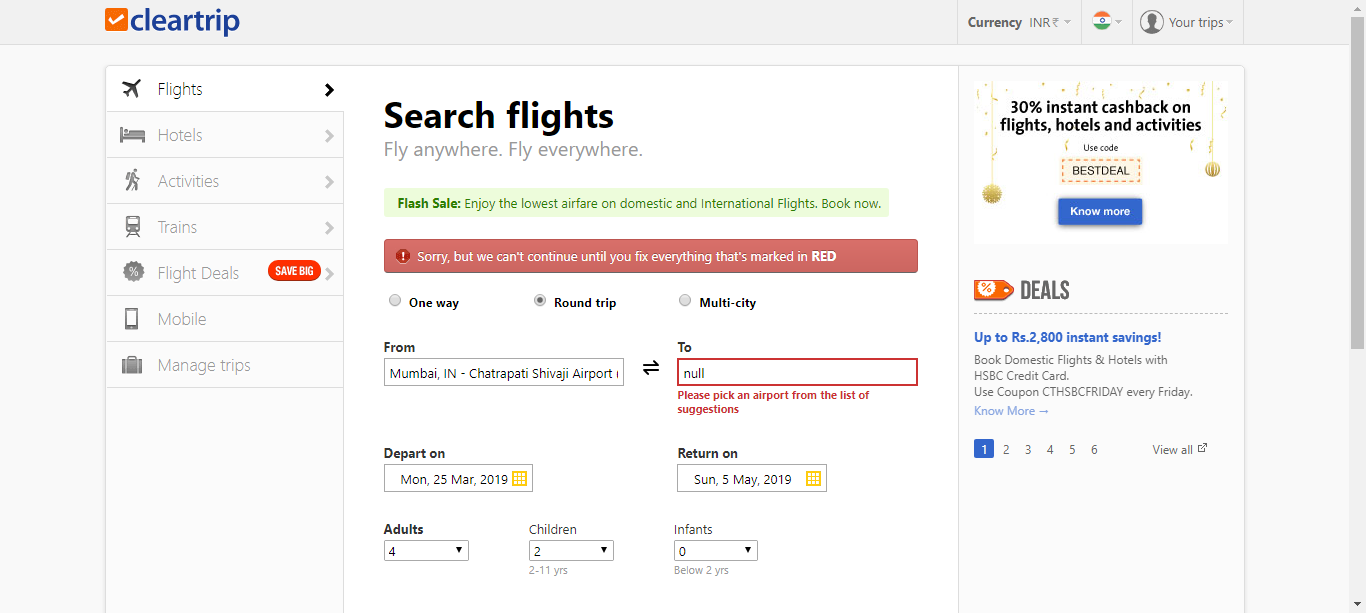 cleartrip
Currency INR₹
Your trips
Flights
Hotels
Activities
Trains
% Flight Deals SAVE BIG
Mobile
Manage trips
Search flights
Fly anywhere. Fly everywhere.
Flash Sale: Enjoy the lowest airfare on domestic and International Flights. Book now.
! Sorry, but we can't continue until you fix everything that's marked in RED
One way
Round trip
Multi-city
From
Mumbai, IN - Chatrapati Shivaji Airport (
To
null
Please pick an airport from the list of
suggestions
Depart on
Mon, 25 Mar, 2019
Return on
Sun, 5 May, 2019
Adults
4
Children
2
2-11 yrs
Infants
0
Below 2 yrs
30% instant cashback on
flights, hotels and activities
Use code
BESTDEAL
Know more
% DEALS
Up to Rs.2,800 instant savings!
Book Domestic Flights & Hotels with
HSBC Credit Card.
Use Coupon CTHSBCFRIDAY every Friday.
Know More →
1 2 3 4 5 6 View all